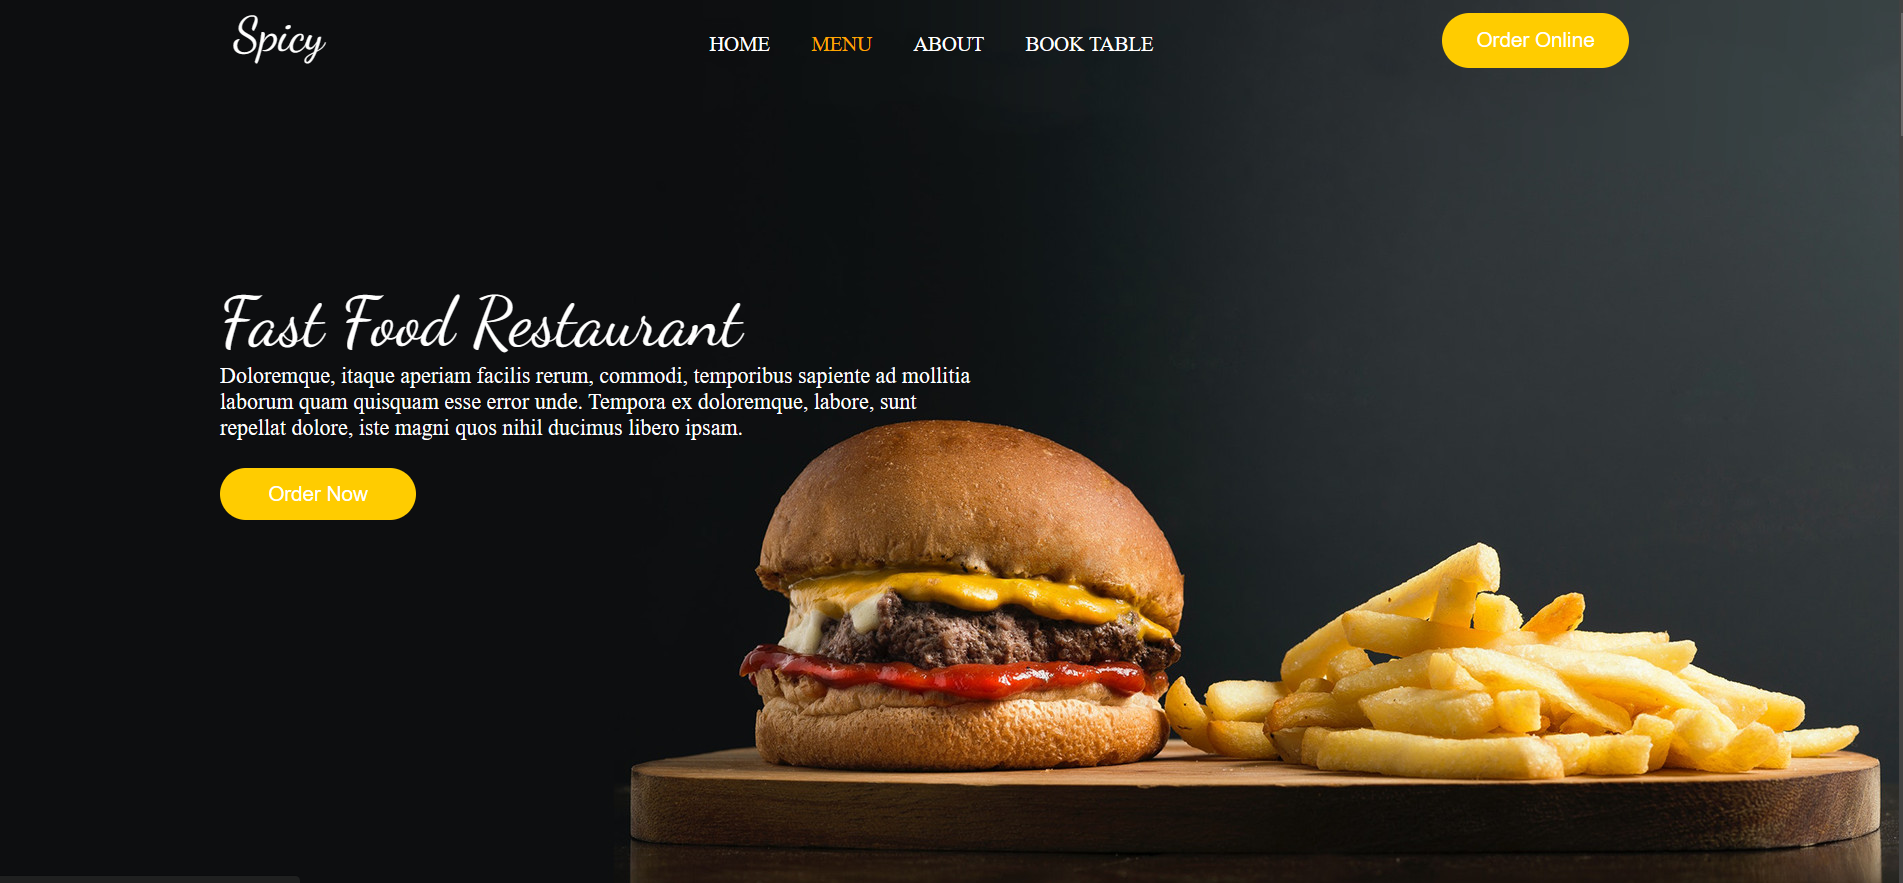 Spicy
HOME MENU ABOUT BOOK TABLE
Order Online
Fast Food Restaurant
Doloremque, itaque aperiam facilis rerum, commodi, temporibus sapiente ad mollitia
laborum quam quisquam esse error unde. Tempora ex doloremque, labore, sunt
repellat dolore, iste magni quos nihil ducimus libero ipsam.
Order Now